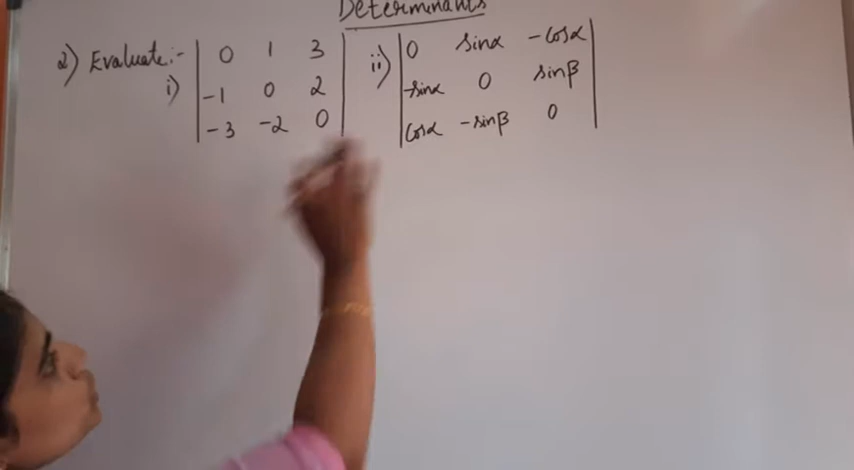 Determinants
2) Evaluate:- | 0 1 3 | ii) | 0 sinα -cosα |
i) | -1 0 2 | | -sinα 0 sinβ |
| -3 -2 0 | | cosα -sinβ 0 |